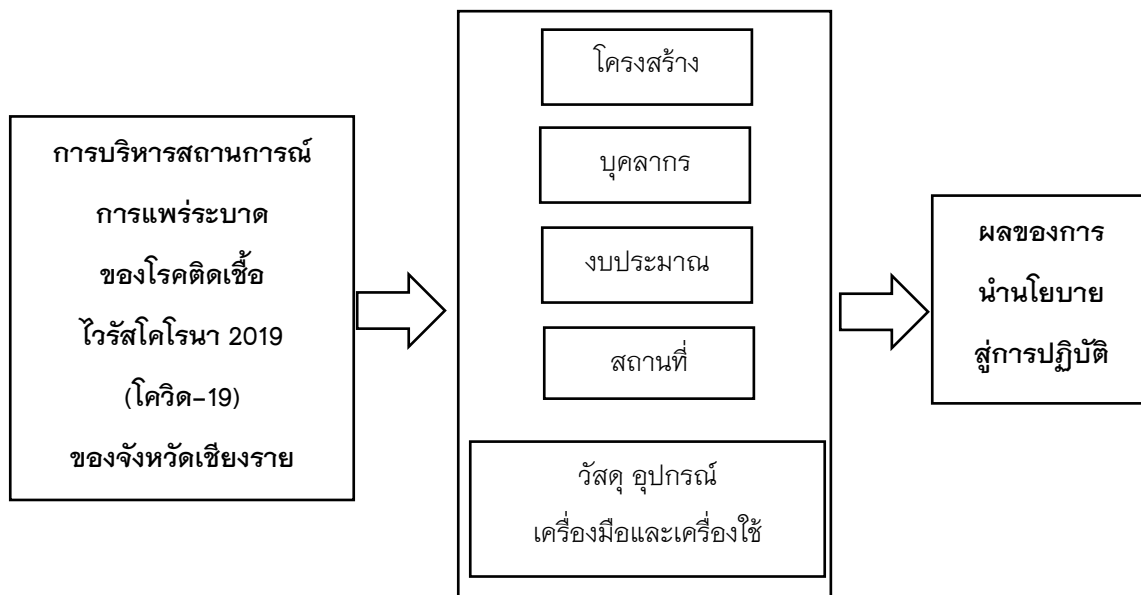 การบริหารสถานการณ์
การแพร่ระบาด
ของโรคติดเชื้อ
ไวรัสโคโรนา 2019
(โควิด-19)
ของจังหวัดเชียงราย
โครงสร้าง
บุคลากร
งบประมาณ
สถานที่
วัสดุ อุปกรณ์
เครื่องมือและเครื่องใช้
ผลของการ
นำนโยบาย
สู่การปฏิบัติ